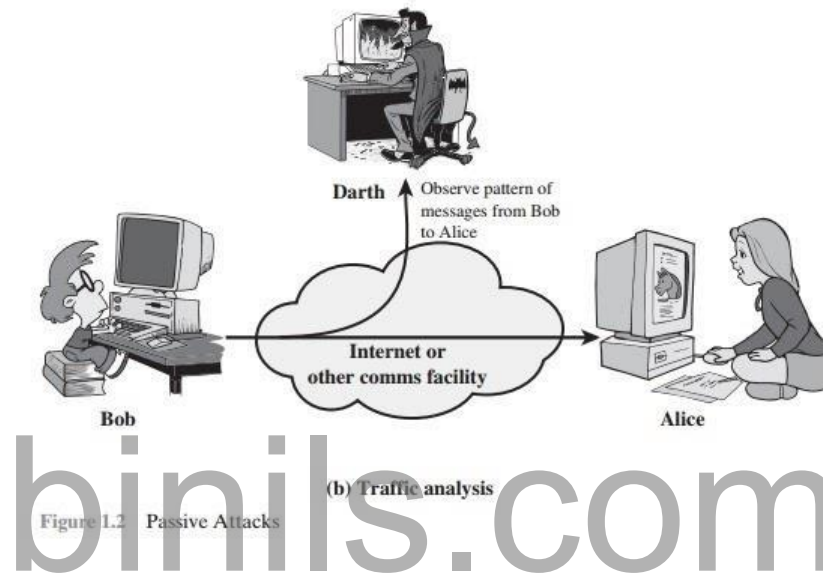 Darth
Observe pattern of
messages from Bob
to Alice
Internet or
other comms facility
Bob
Alice
(b) Traffic analysis
Figure 1.2 Passive Attacks
binils.com